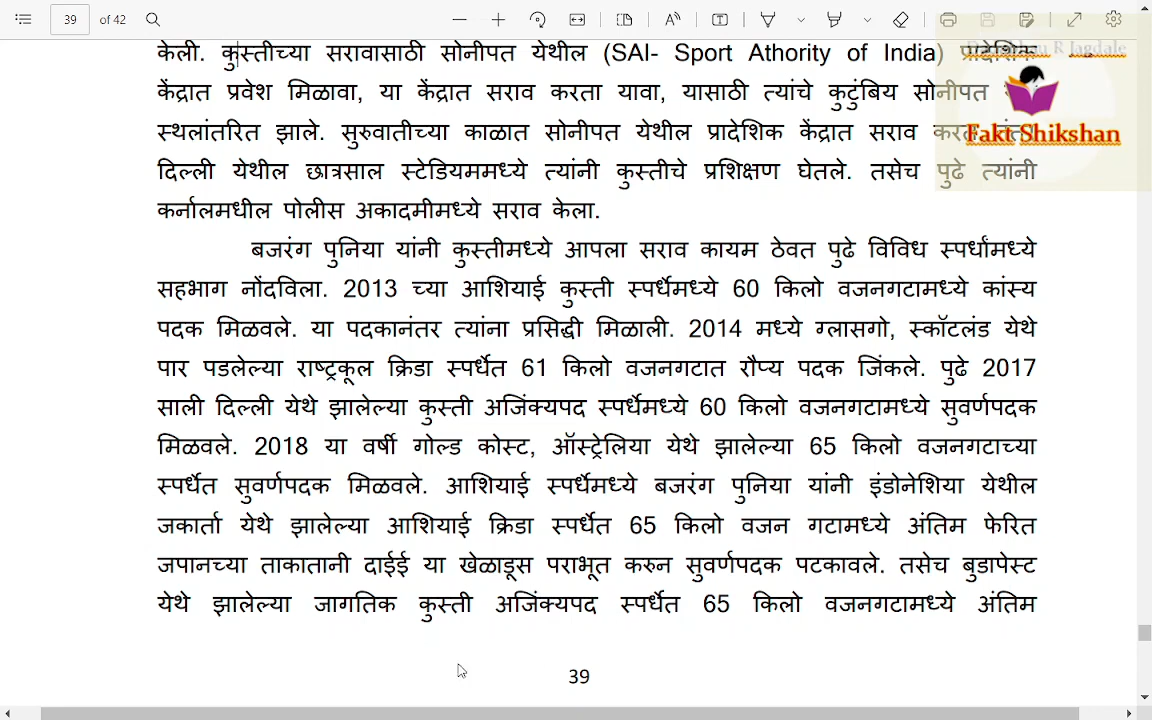 39 of 42
R Jagdale
केली. कुस्तीच्या सरावासाठी सोनीपत येथील (SAI- Sport Athority of India) प्रादेशिक
केंद्रात प्रवेश मिळावा, या केंद्रात सराव करता यावा, यासाठी त्यांचे कुटुंबिय सोनीपत
Fakt Shikshan
स्थलांतरित झाले. सुरुवातीच्या काळात सोनीपत येथील प्रादेशिक केंद्रात सराव
दिल्ली येथील छात्रसाल स्टेडियममध्ये त्यांनी कुस्तीचे प्रशिक्षण घेतले. तसेच पुढे त्यांनी
कर्नालमधील पोलीस अकादमीमध्ये सराव केला.
बजरंग पुनिया यांनी कुस्तीमध्ये आपला सराव कायम ठेवत पुढे विविध स्पर्धांमध्ये
सहभाग नोंदविला. 2013 च्या आशियाई कुस्ती स्पर्धेमध्ये 60 किलो वजनगटामध्ये कांस्य
पदक मिळवले. या पदकानंतर त्यांना प्रसिद्धी मिळाली. 2014 मध्ये ग्लासगो, स्कॉटलंड येथे
पार पडलेल्या राष्ट्रकूल क्रिडा स्पर्धेत 61 किलो वजनगटात रौप्य पदक जिंकले. पुढे 2017
साली दिल्ली येथे झालेल्या कुस्ती अजिंक्यपद स्पर्धेमध्ये 60 किलो वजनगटामध्ये सुवर्णपदक
मिळवले. 2018 या वर्षी गोल्ड कोस्ट, ऑस्ट्रेलिया येथे झालेल्या 65 किलो वजनगटाच्या
स्पर्धेत सुवर्णपदक मिळवले. आशियाई स्पर्धेमध्ये बजरंग पुनिया यांनी इंडोनेशिया येथील
जकार्ता येथे झालेल्या आशियाई क्रिडा स्पर्धेत 65 किलो वजन गटामध्ये अंतिम फेरित
जपानच्या ताकातानी दाईई या खेळाडूस पराभूत करुन सुवर्णपदक पटकावले. तसेच बुडापेस्ट
येथे झालेल्या जागतिक कुस्ती अजिंक्यपद स्पर्धेत 65 किलो वजनगटामध्ये अंतिम
39